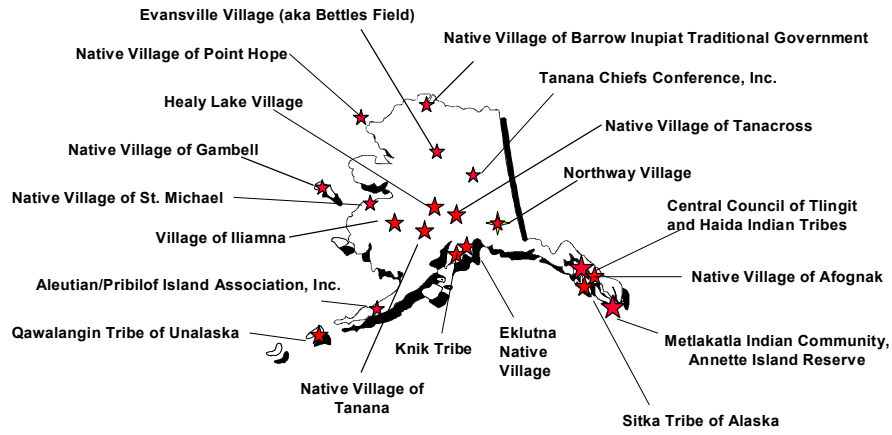 Evansville Village (aka Bettles Field)
Native Village of Barrow Inupiat Traditional Government
Native Village of Point Hope
Tanana Chiefs Conference, Inc.
Healy Lake Village
Native Village of Tanacross
Native Village of Gambell
Northway Village
Native Village of St. Michael
Central Council of Tlingit
and Haida Indian Tribes
Village of Iliamna
Native Village of Afognak
Aleutian/Pribilof Island Association, Inc.
Qawalangin Tribe of Unalaska
Knik Tribe
Eklutna
Native
Village
Metlakatla Indian Community,
Annette Island Reserve
Native Village of
Tanana
Sitka Tribe of Alaska